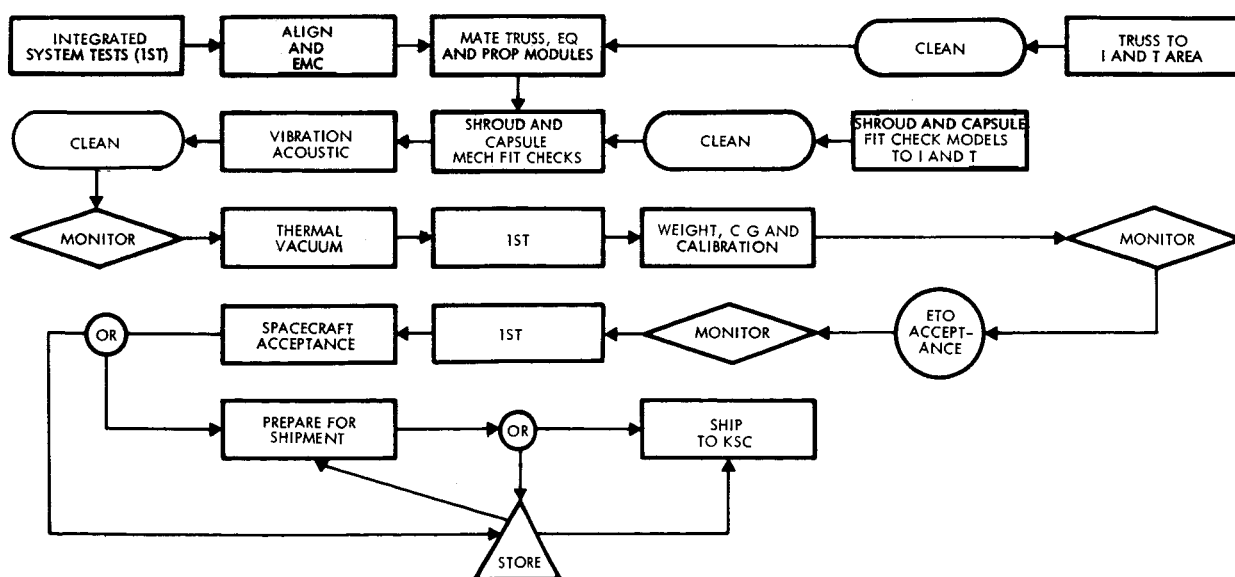 INTEGRATED
SYSTEM TESTS (1ST)
ALIGN
AND
EMC
MATE TRUSS, EQ
AND PROP MODULES
CLEAN
TRUSS TO
I AND T AREA
CLEAN
VIBRATION
ACOUSTIC
SHROUD AND
CAPSULE
MECH FIT CHECKS
CLEAN
SHROUD AND CAPSULE
FIT CHECK MODELS
TO I AND T
MONITOR
THERMAL
VACUUM
1ST
WEIGHT, C G AND
CALIBRATION
MONITOR
OR
SPACECRAFT
ACCEPTANCE
1ST
MONITOR
ETO
ACCEPT-
ANCE
PREPARE FOR
SHIPMENT
OR
SHIP
TO KSC
STORE